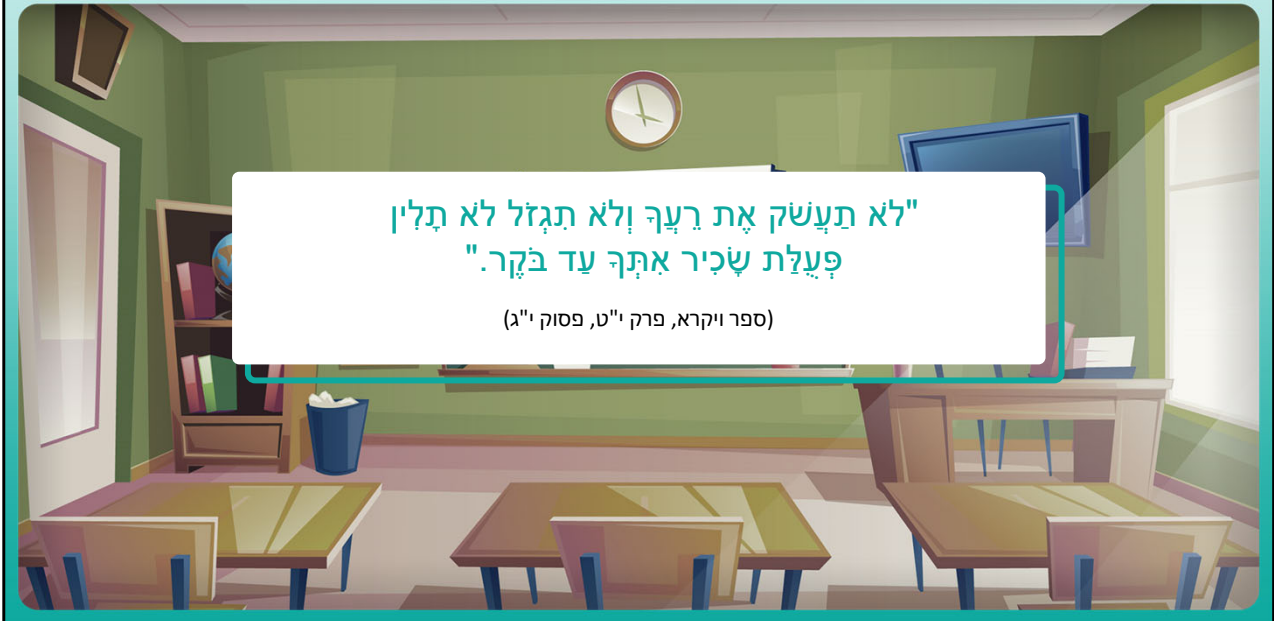 "לֹא תַעֲשֹׁק אֶת רֵעֲךָ וְלֹא תִגְזֹל לֹא תָלִין
פְּעֻלַּת שָׂכִיר אִתְּךָ עַד בֹּקֶר."
(ספר ויקרא, פרק י"ט, פסוק י"ג)